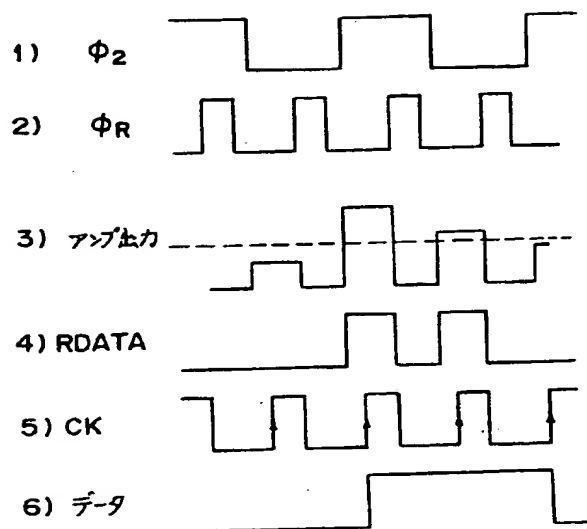 1) Φ2
2) ΦR
3) アンプ出力
4) RDATA
5) CK
6) データ